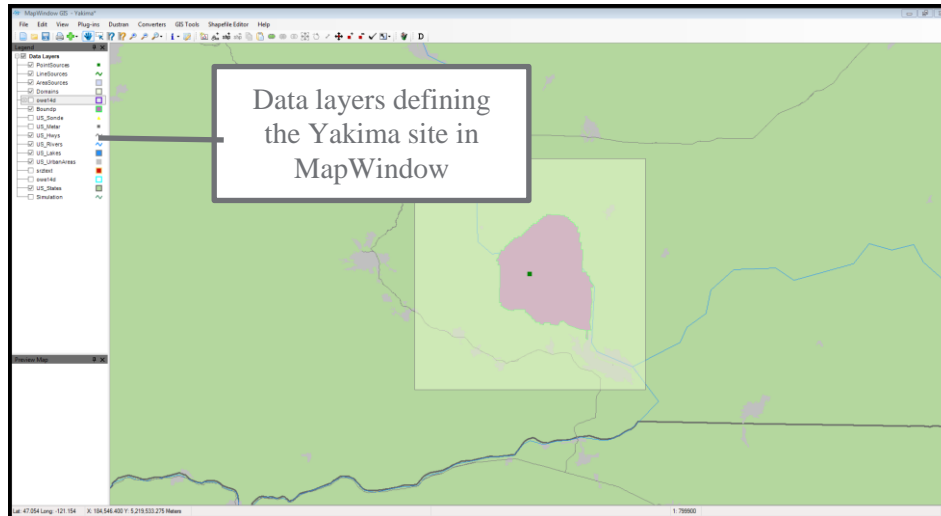 MapWindow GIS - Yakima*
File Edit View Plug-ins Dustran Converters GIS Tools Shapefile Editor Help
D
Legend
Data Layers
PointSources
LineSources
AreaSources
Domains
Boundp
US_Sonde
US_Metar
US_Hwys
US_Rivers
US_Lakes
US_UrbanAreas
US_States
Simulation
Data layers defining
the Yakima site in
MapWindow
Preview Map
Lat: 47.054 Long: -121.154 X: 184,546.400 Y: 5,219,533.275 Meters
1: 798900